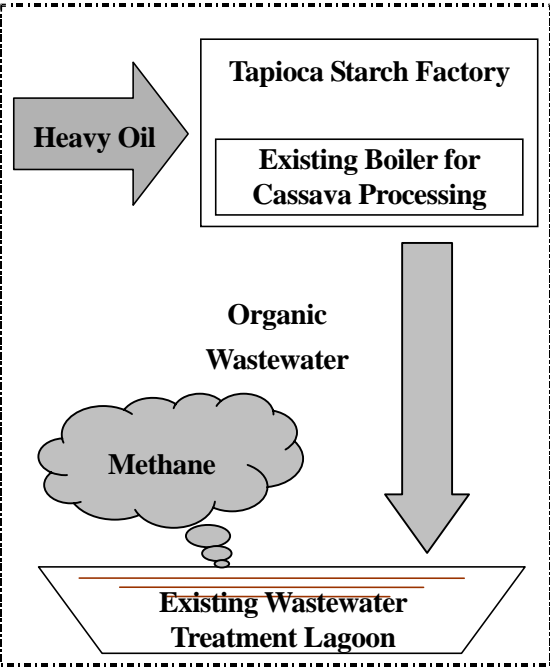 Tapioca Starch Factory
Heavy Oil
Existing Boiler for
Cassava Processing
Organic
Wastewater
Methane
Existing Wastewater
Treatment Lagoon